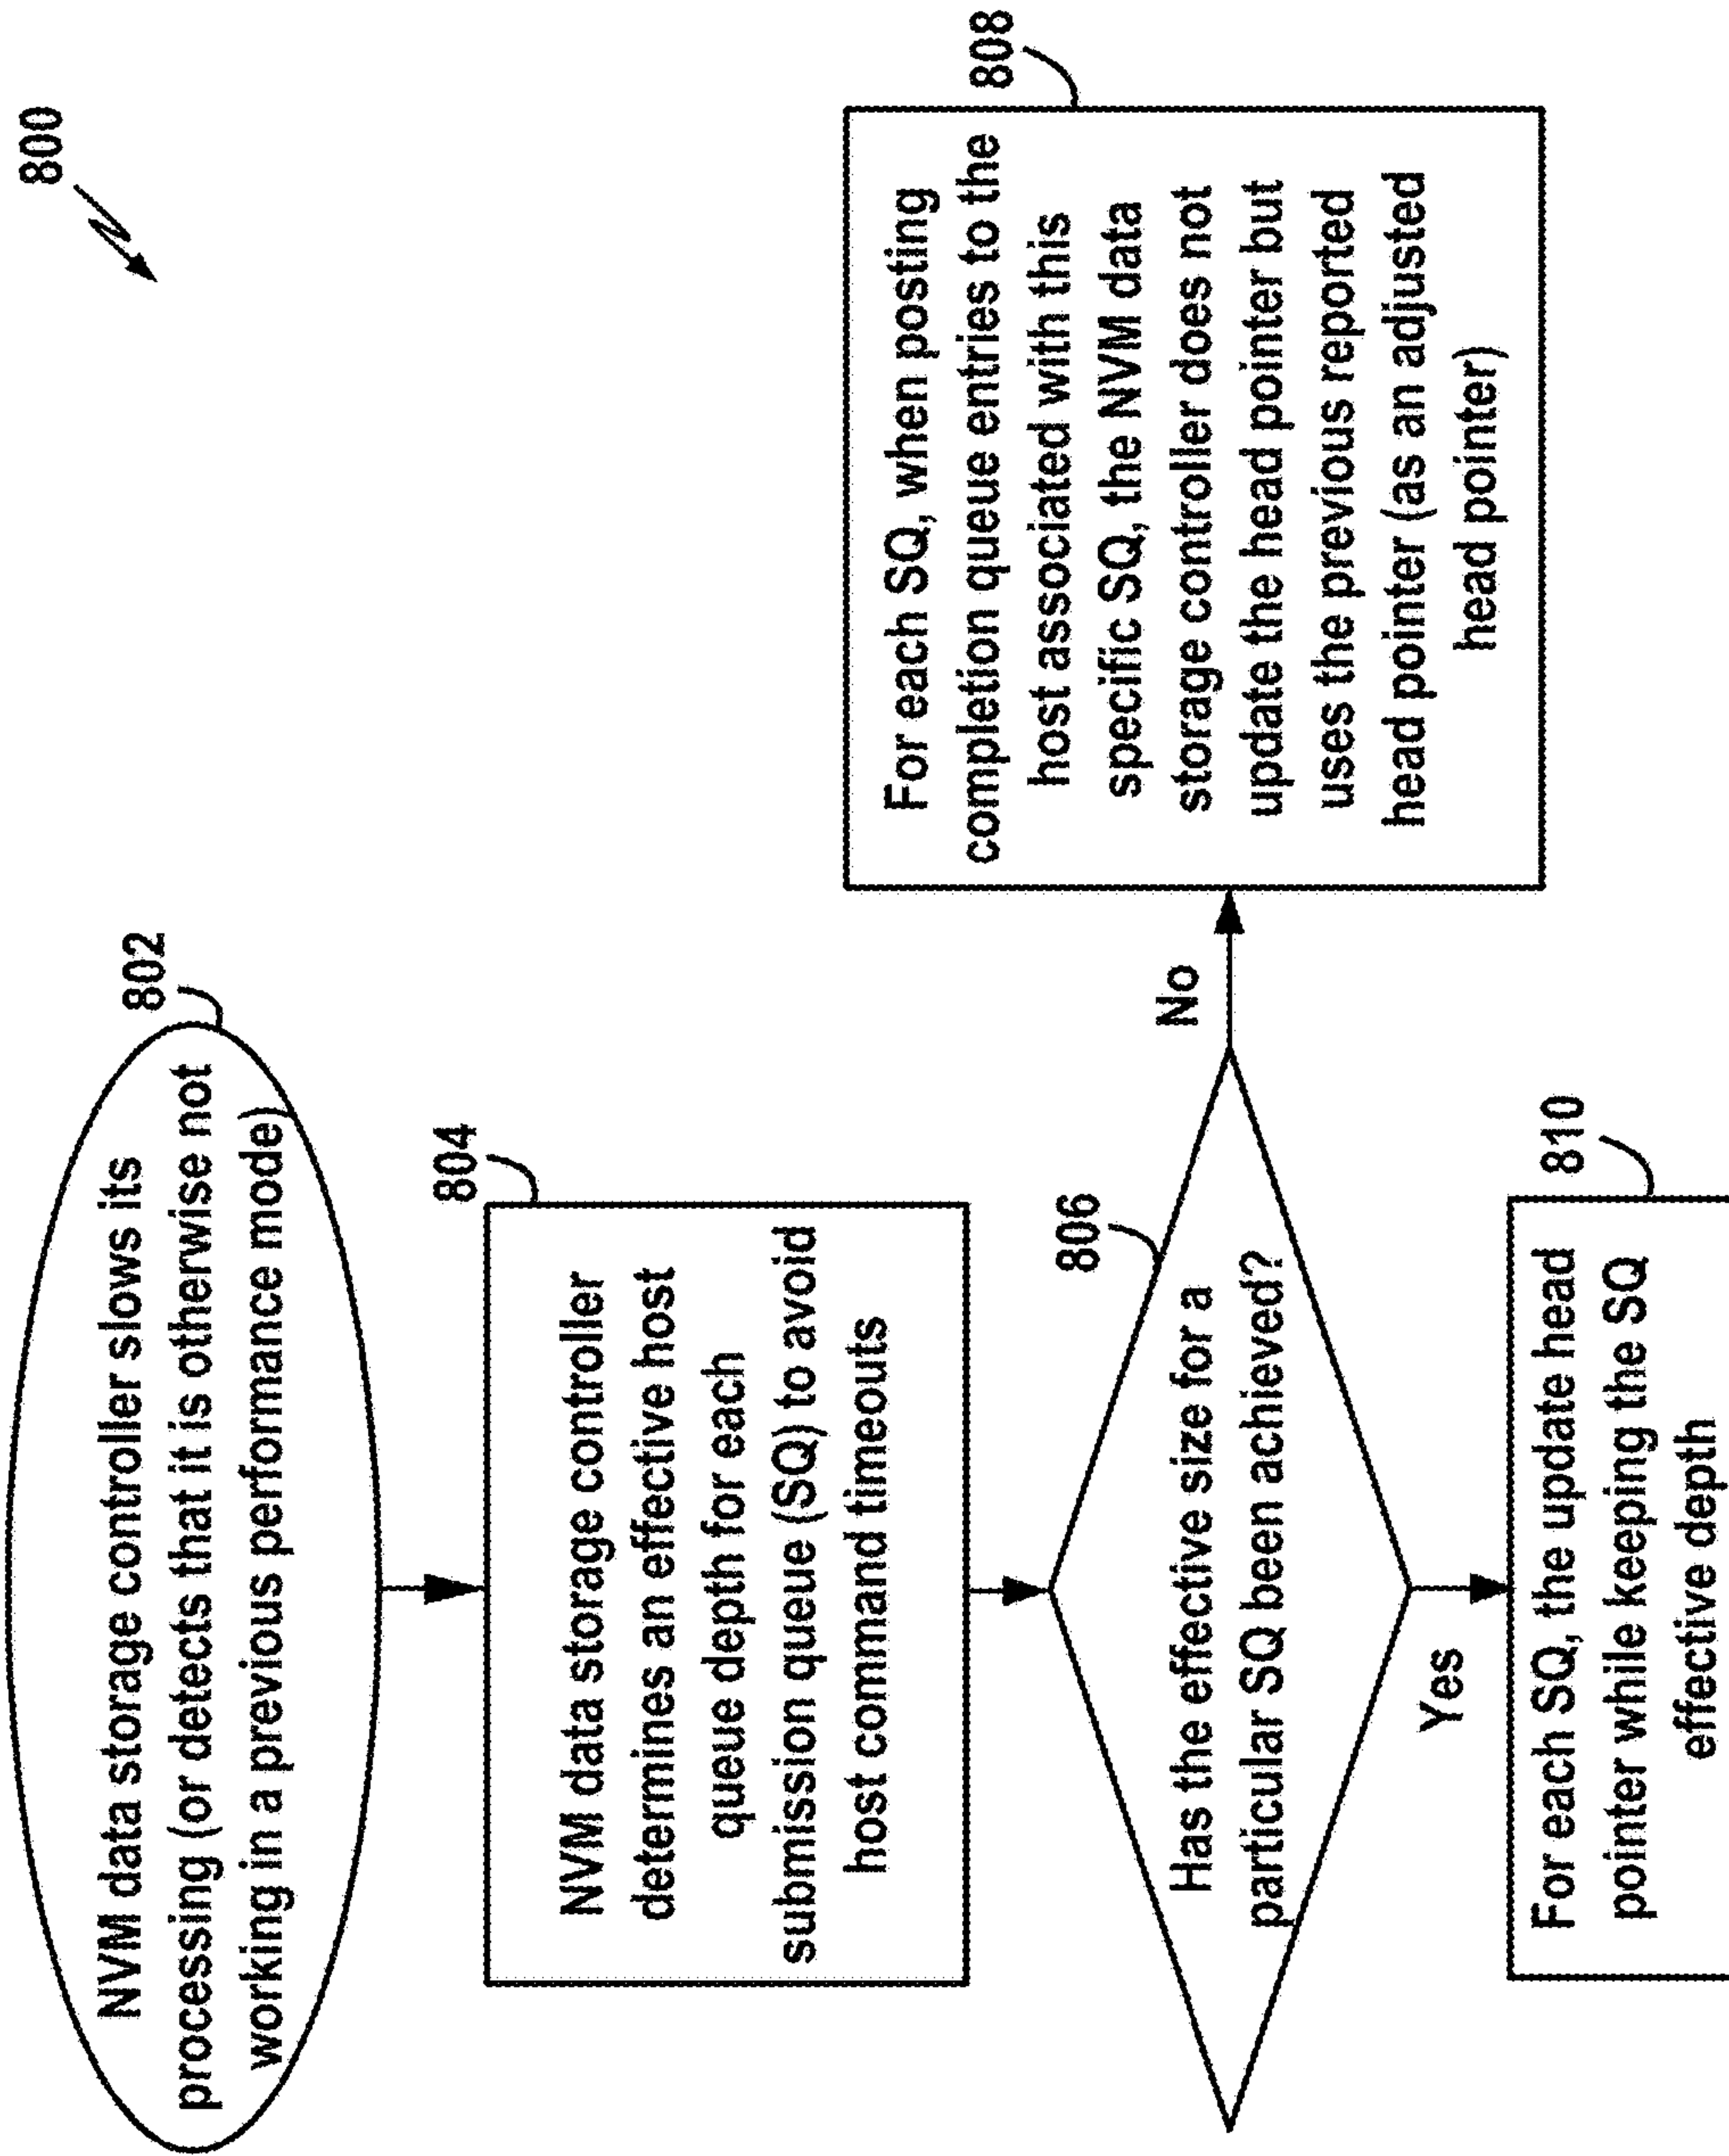 800
802
NVM data storage controller slows its
processing (or detects that it is otherwise not
working in a previous performance mode)
804
NVM data storage controller
determines an effective host
queue depth for each
submission queue (SQ) to avoid
host command timeouts
806
Has the effective size for a
particular SQ been achieved?
No
808
For each SQ, when posting
completion queue entries to the
host associated with this
specific SQ, the NVM data
storage controller does not
update the head pointer but
uses the previous reported
head pointer (as an adjusted
head pointer)
Yes
810
For each SQ, the update head
pointer while keeping the SQ
effective depth